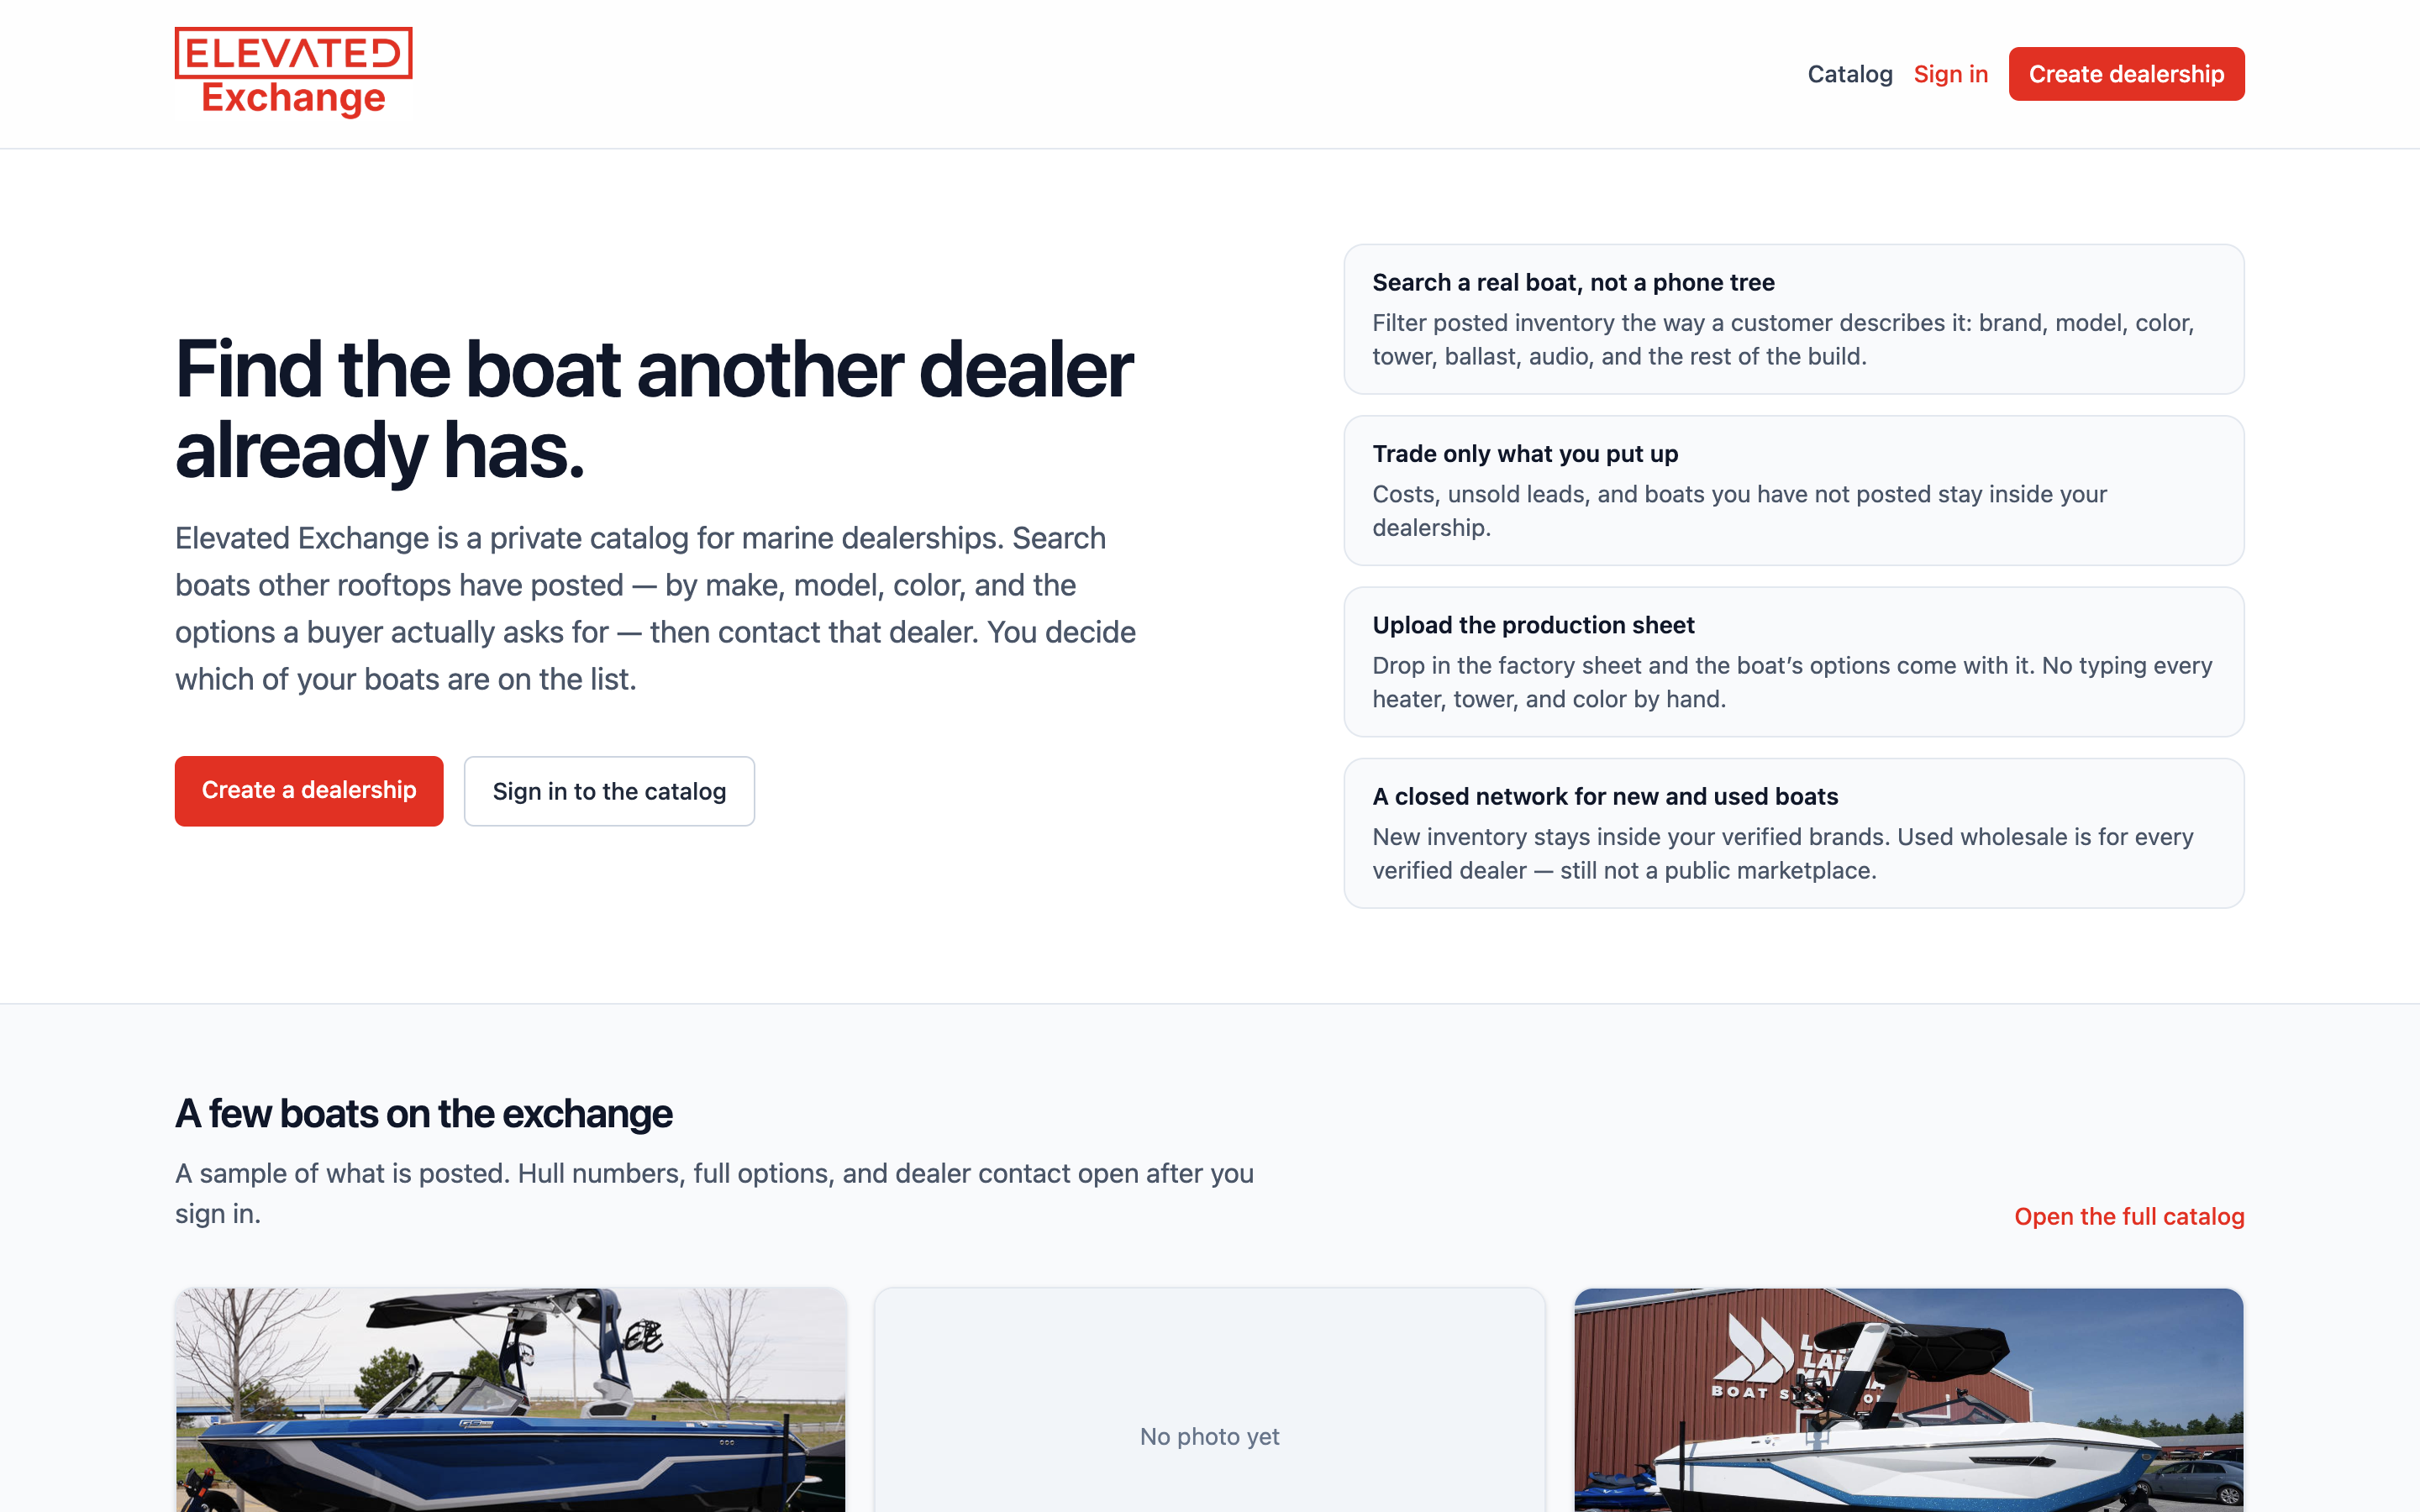 ELEVATED
Exchange
Catalog
Sign in
Create dealership
Find the boat another dealer
already has.
Elevated Exchange is a private catalog for marine dealerships. Search
boats other rooftops have posted — by make, model, color, and the
options a buyer actually asks for — then contact that dealer. You decide
which of your boats are on the list.
Create a dealership
Sign in to the catalog
Search a real boat, not a phone tree
Filter posted inventory the way a customer describes it: brand, model, color,
tower, ballast, audio, and the rest of the build.
Trade only what you put up
Costs, unsold leads, and boats you have not posted stay inside your
dealership.
Upload the production sheet
Drop in the factory sheet and the boat’s options come with it. No typing every
heater, tower, and color by hand.
A closed network for new and used boats
New inventory stays inside your verified brands. Used wholesale is for every
verified dealer — still not a public marketplace.
A few boats on the exchange
A sample of what is posted. Hull numbers, full options, and dealer contact open after you
sign in.
Open the full catalog
No photo yet
BOAT